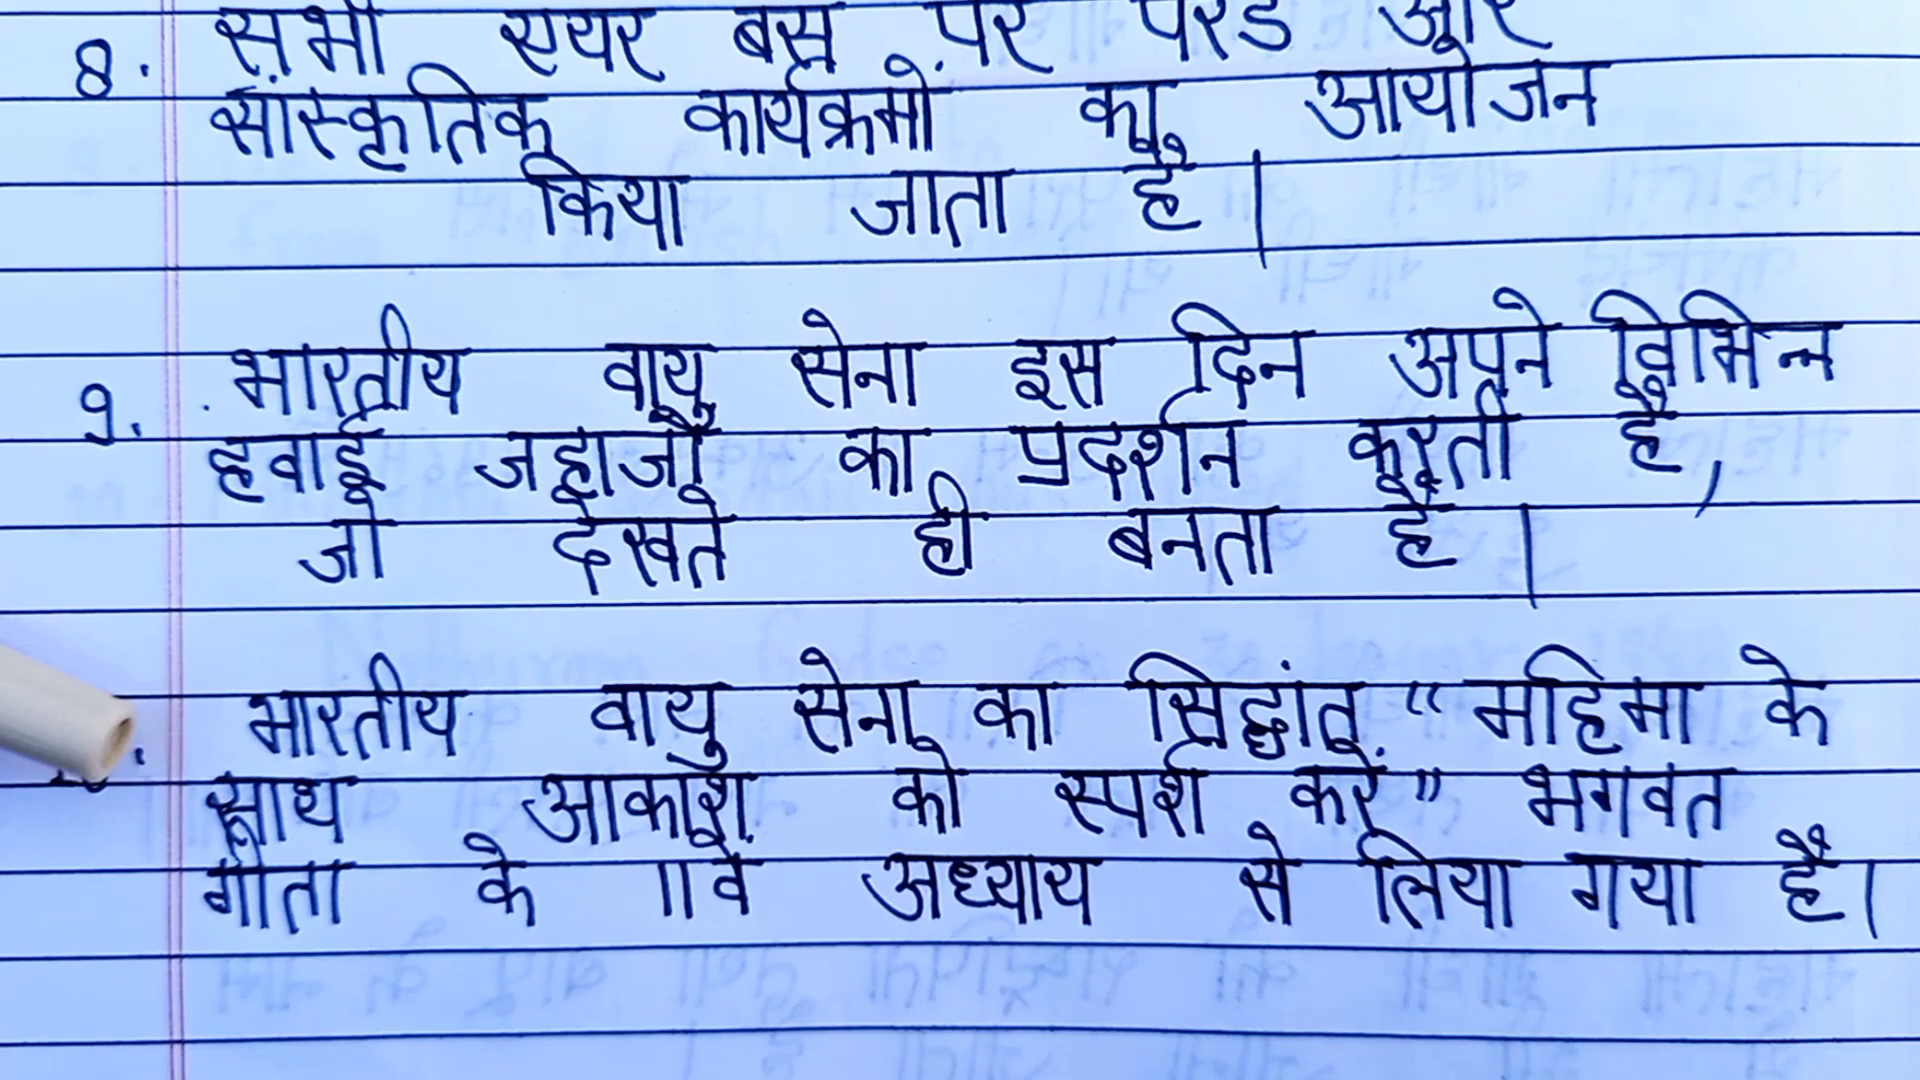 8. सभी एयर बेस पर परेड और
सांस्कृतिक कार्यक्रमों का आयोजन
किया जाता है।
9. भारतीय वायु सेना इस दिन अपने विभिन्न
हवाई जहाजों का प्रदर्शन करती है,
जो देखते ही बनता है।
भारतीय वायु सेना का सिद्धांत “महिमा के
साथ आकाश को स्पर्श करें” भगवत
गीता के 11वें अध्याय से लिया गया है।